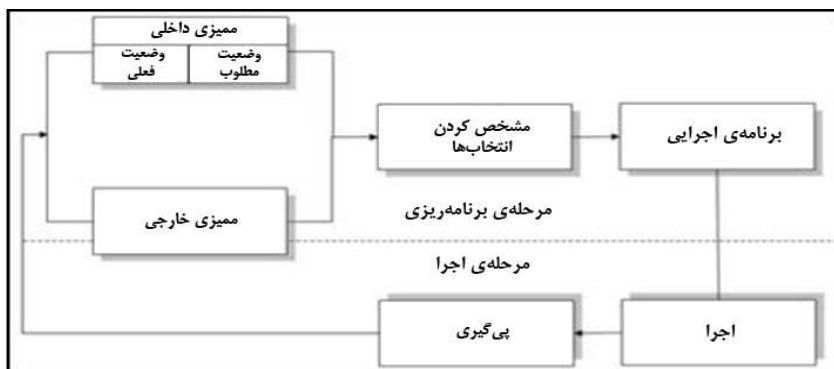 ممیزی داخلی
وضعیت
مطلوب
وضعیت
فعلی
مشخص کردن
انتخاب‌ها
برنامه‌ی اجرایی
ممیزی خارجی
مرحله‌ی برنامه‌ریزی
مرحله‌ی اجرا
اجرا
پی‌گیری